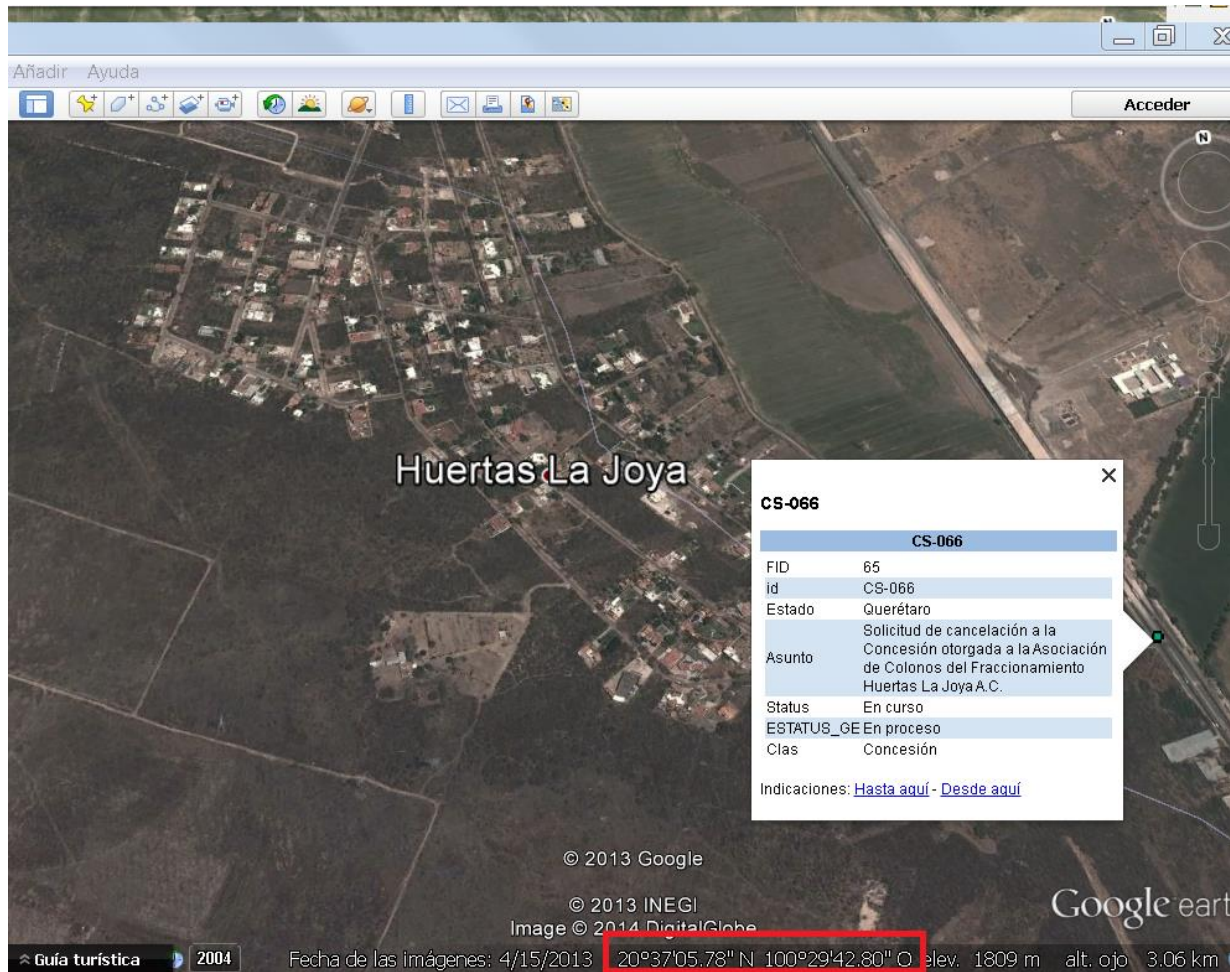 N
Añadir Ayuda
Acceder
N
Huertas La Joya
CS-066
CS-066
FID 65
id CS-066
Estado Querétaro
Asunto Solicitud de cancelación a la
Concesión otorgada a la Asociación
de Colonos del Fraccionamiento
Huertas La Joya A.C.
Status En curso
ESTATUS_GE En proceso
Clas Concesión
Indicaciones: Hasta aquí - Desde aquí
© 2013 Google
© 2013 INEGI
Image © 2014 DigitalGlobe
Google eart
Guía turística 2004 Fecha de las imágenes: 4/15/2013 20°37'05.78" N 100°29'42.80" O elev. 1809 m alt. ojo 3.06 km